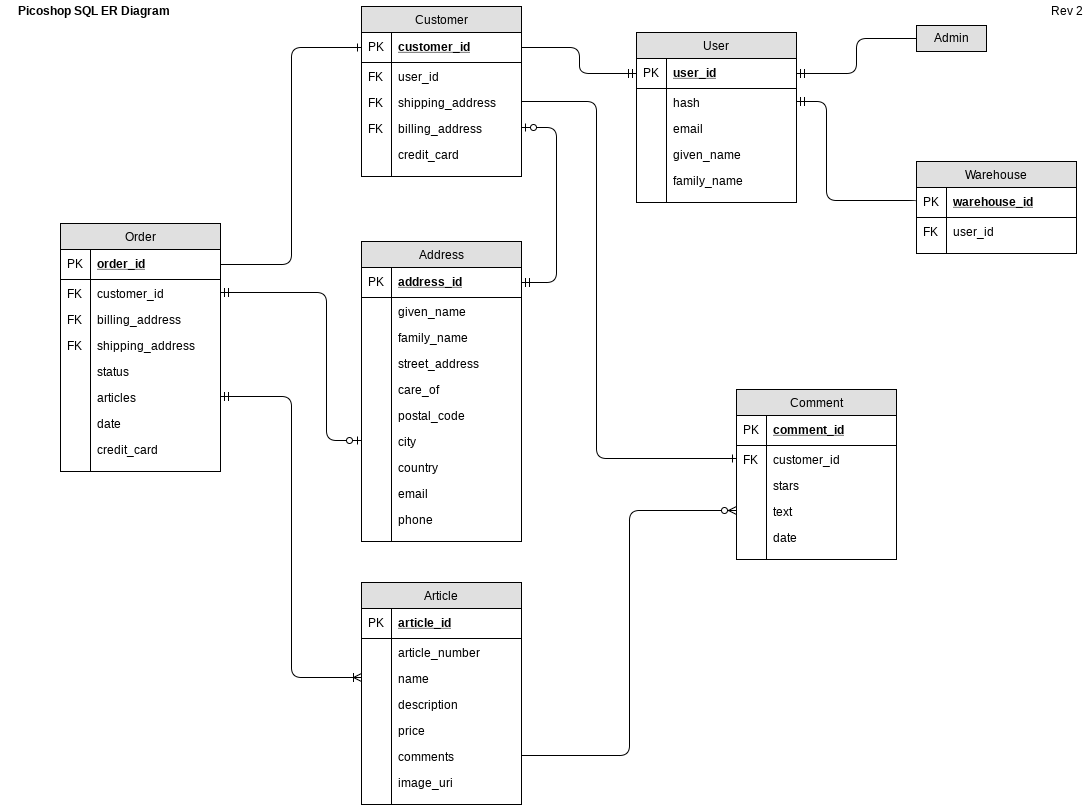 Picoshop SQL ER Diagram
Rev 2
Customer
PK customer_id
FK user_id
FK shipping_address
FK billing_address
credit_card
User
PK user_id
hash
email
given_name
family_name
Admin
Warehouse
PK warehouse_id
FK user_id
Order
PK order_id
FK customer_id
FK billing_address
FK shipping_address
status
articles
date
credit_card
Address
PK address_id
given_name
family_name
street_address
care_of
postal_code
city
country
email
phone
Comment
PK comment_id
FK customer_id
stars
text
date
Article
PK article_id
article_number
name
description
price
comments
image_uri